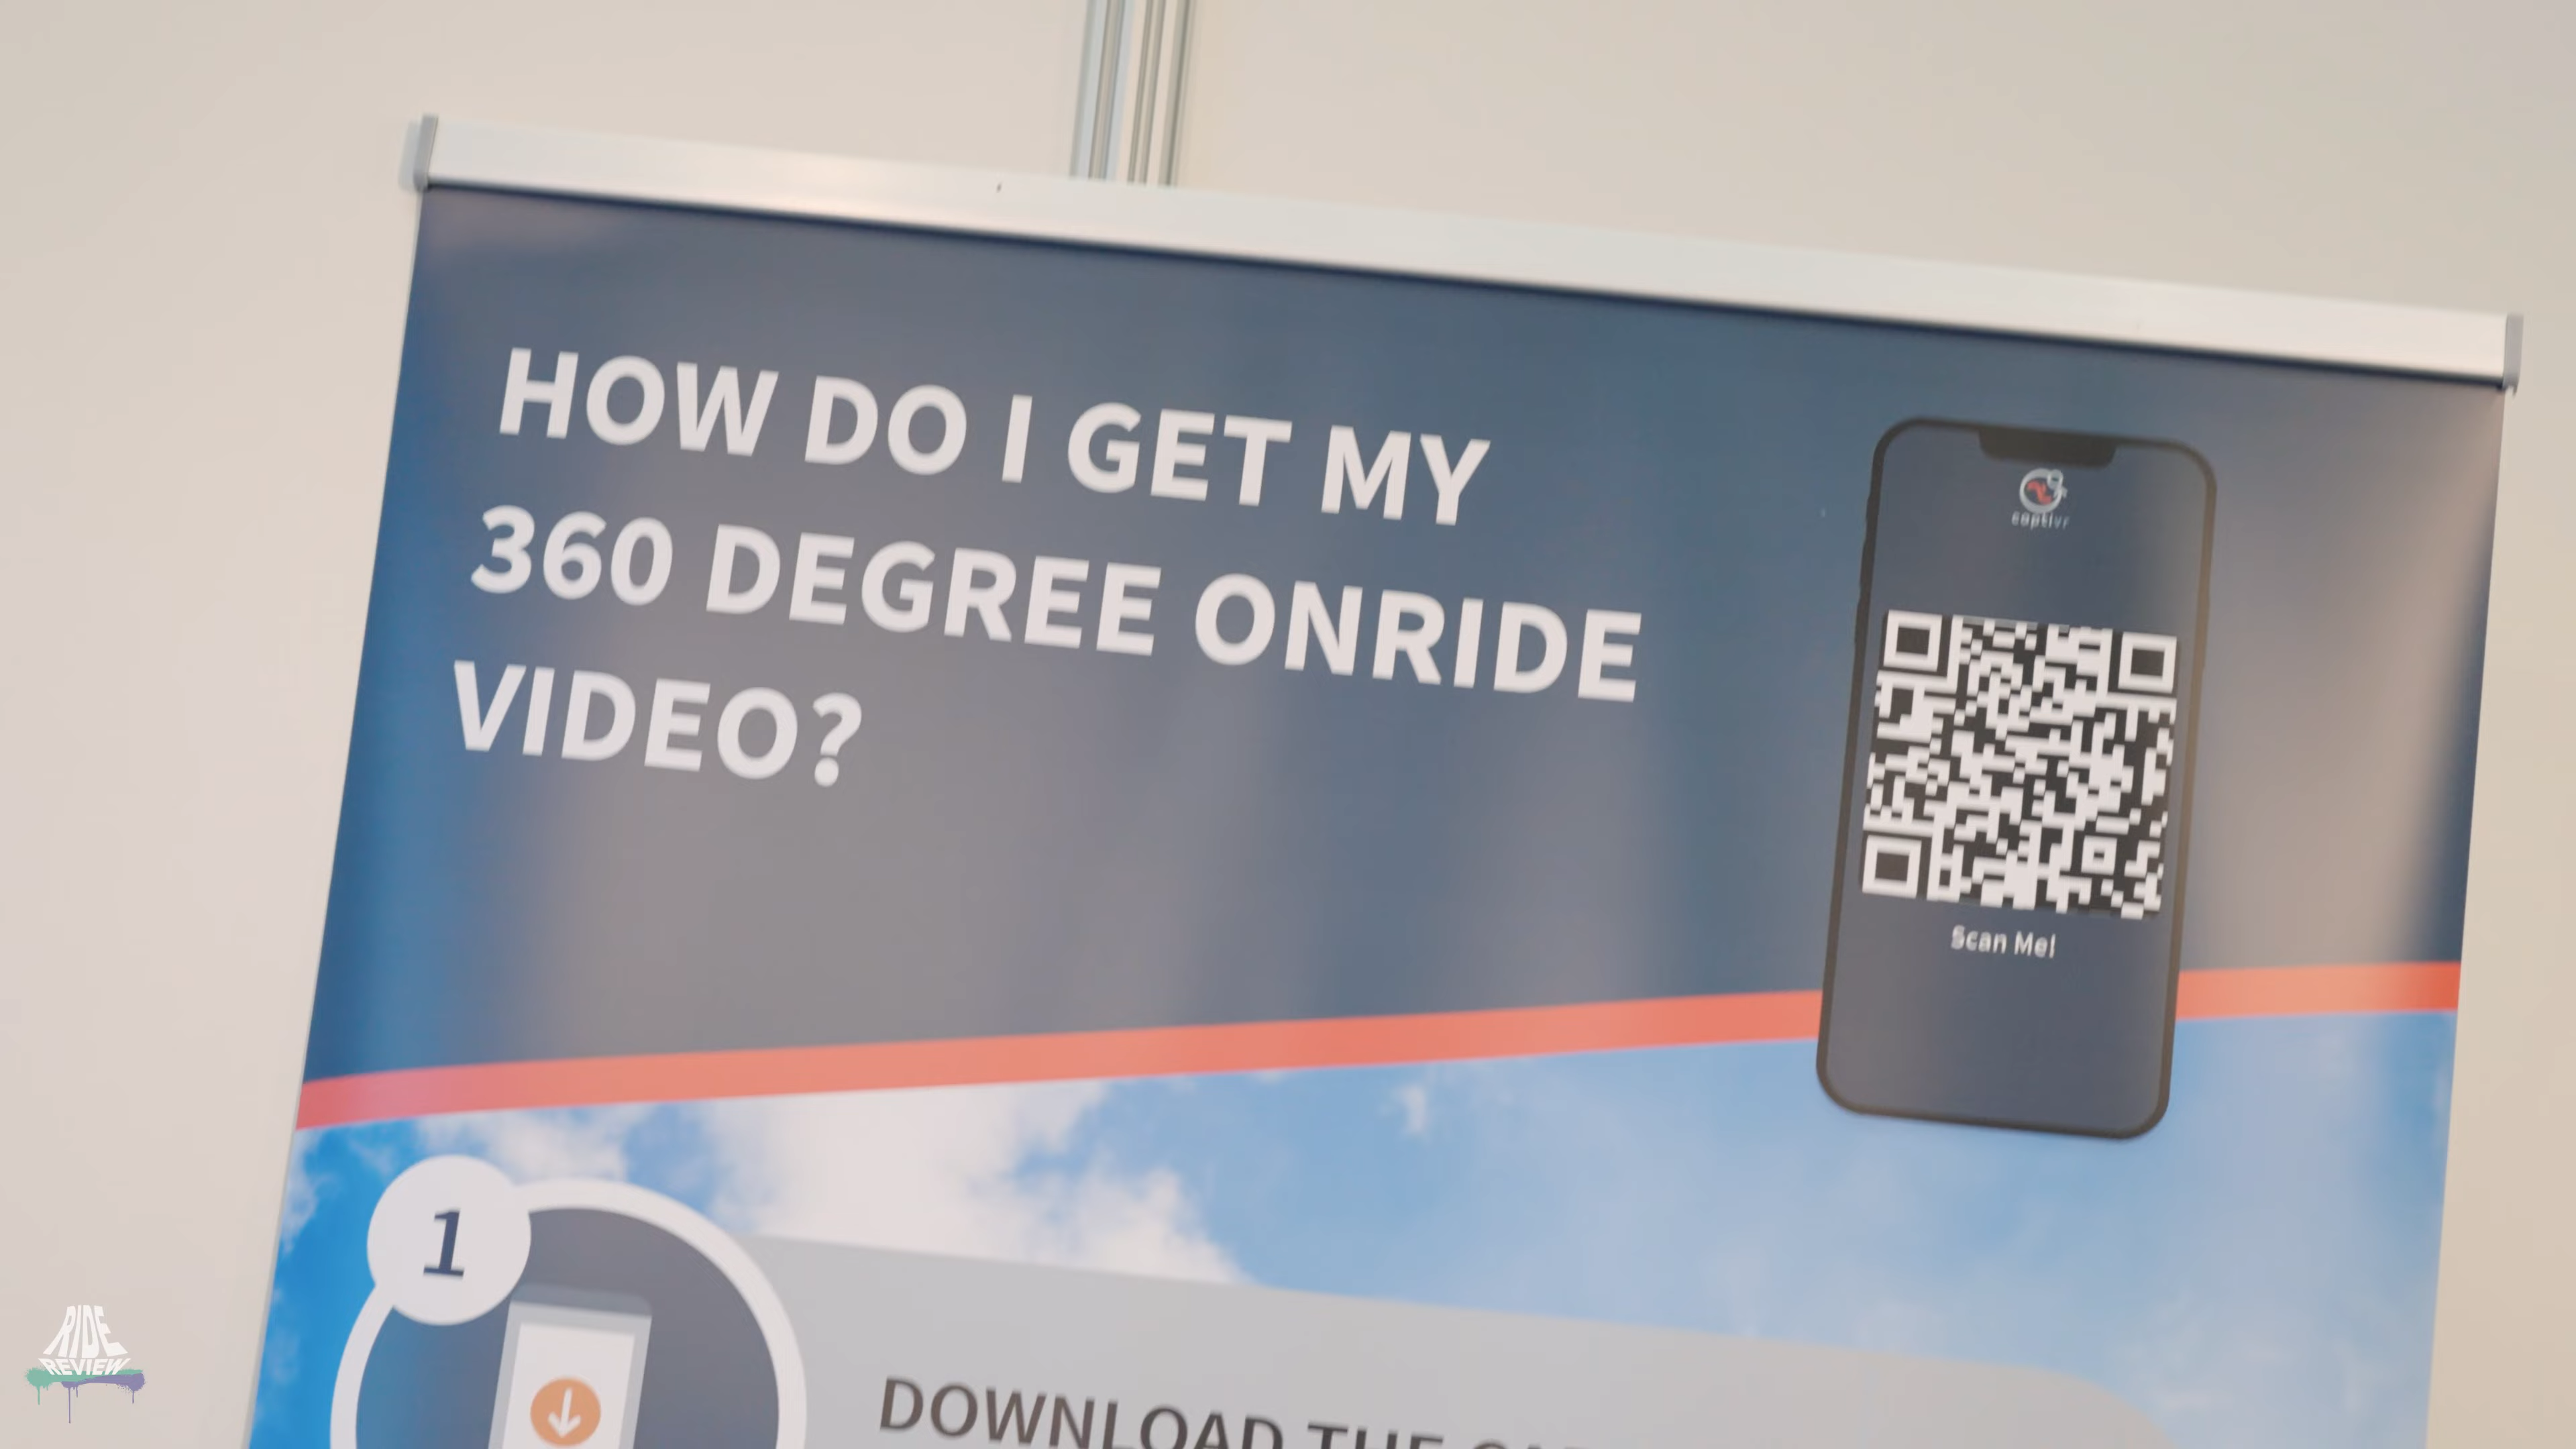 HOW DO I GET MY
360 DEGREE ONRIDE
VIDEO?
captivr
Scan Me!
1
DOWNLOAD THE
RIDE
REVIEW